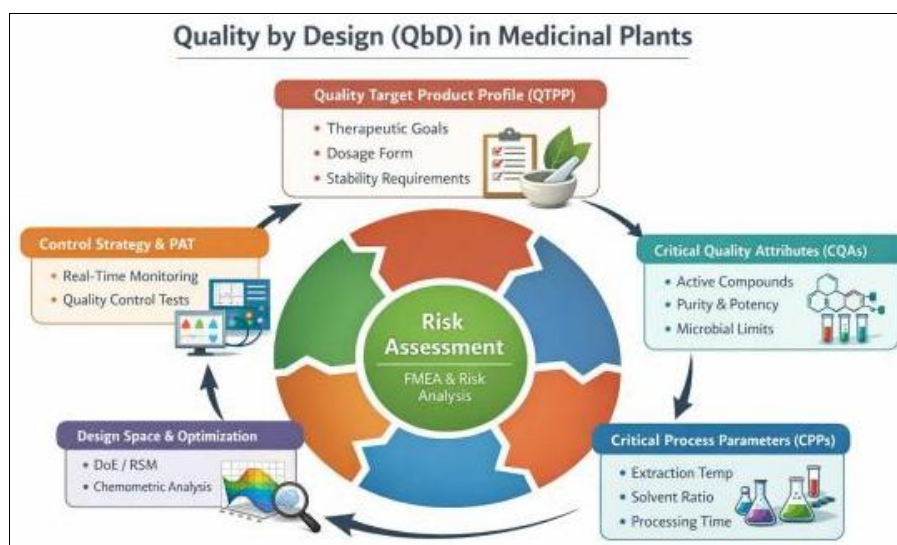 Quality by Design (QbD) in Medicinal Plants
Quality Target Product Profile (QTPP)
• Therapeutic Goals
• Dosage Form
• Stability Requirements
Control Strategy & PAT
• Real-Time Monitoring
• Quality Control Tests
Critical Quality Attributes (CQAs)
• Active Compounds
• Purity & Potency
• Microbial Limits
Risk
Assessment
FMEA & Risk
Analysis
Design Space & Optimization
• DoE / RSM
• Chemometric Analysis
Critical Process Parameters (CPPs)
• Extraction Temp
• Solvent Ratio
• Processing Time